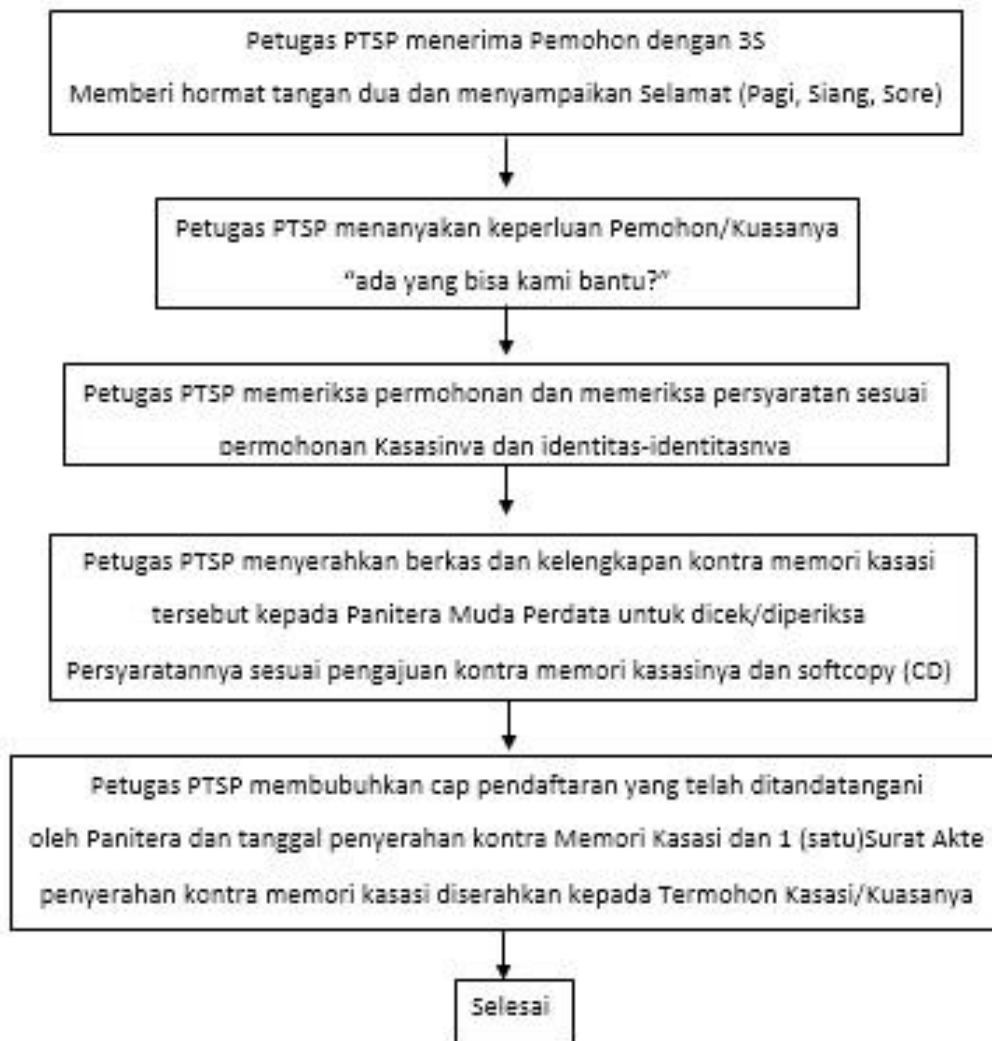 Petugas PTSP menerima Pemohon dengan 3S
Memberi hormat tangan dua dan menyampaikan Selamat (Pagi, Siang, Sore)
Petugas PTSP menanyakan keperluan Pemohon/Kuasanya
“ada yang bisa kami bantu?”
Petugas PTSP memeriksa permohonan dan memeriksa persyaratan sesuai
permohonan Kasasinya dan identitas-identitasnya
Petugas PTSP menyerahkan berkas dan kelengkapan kontra memori kasasi
tersebut kepada Panitera Muda Perdata untuk dicek/diperiksa
Persyaratannya sesuai pengajuan kontra memori kasasinya dan softcopy (CD)
Petugas PTSP membubuhkan cap pendaftaran yang telah ditandatangani
oleh Panitera dan tanggal penyerahan kontra Memori Kasasi dan 1 (satu)Surat Akte
penyerahan kontra memori kasasi diserahkan kepada Termohon Kasasi/Kuasanya
Selesai